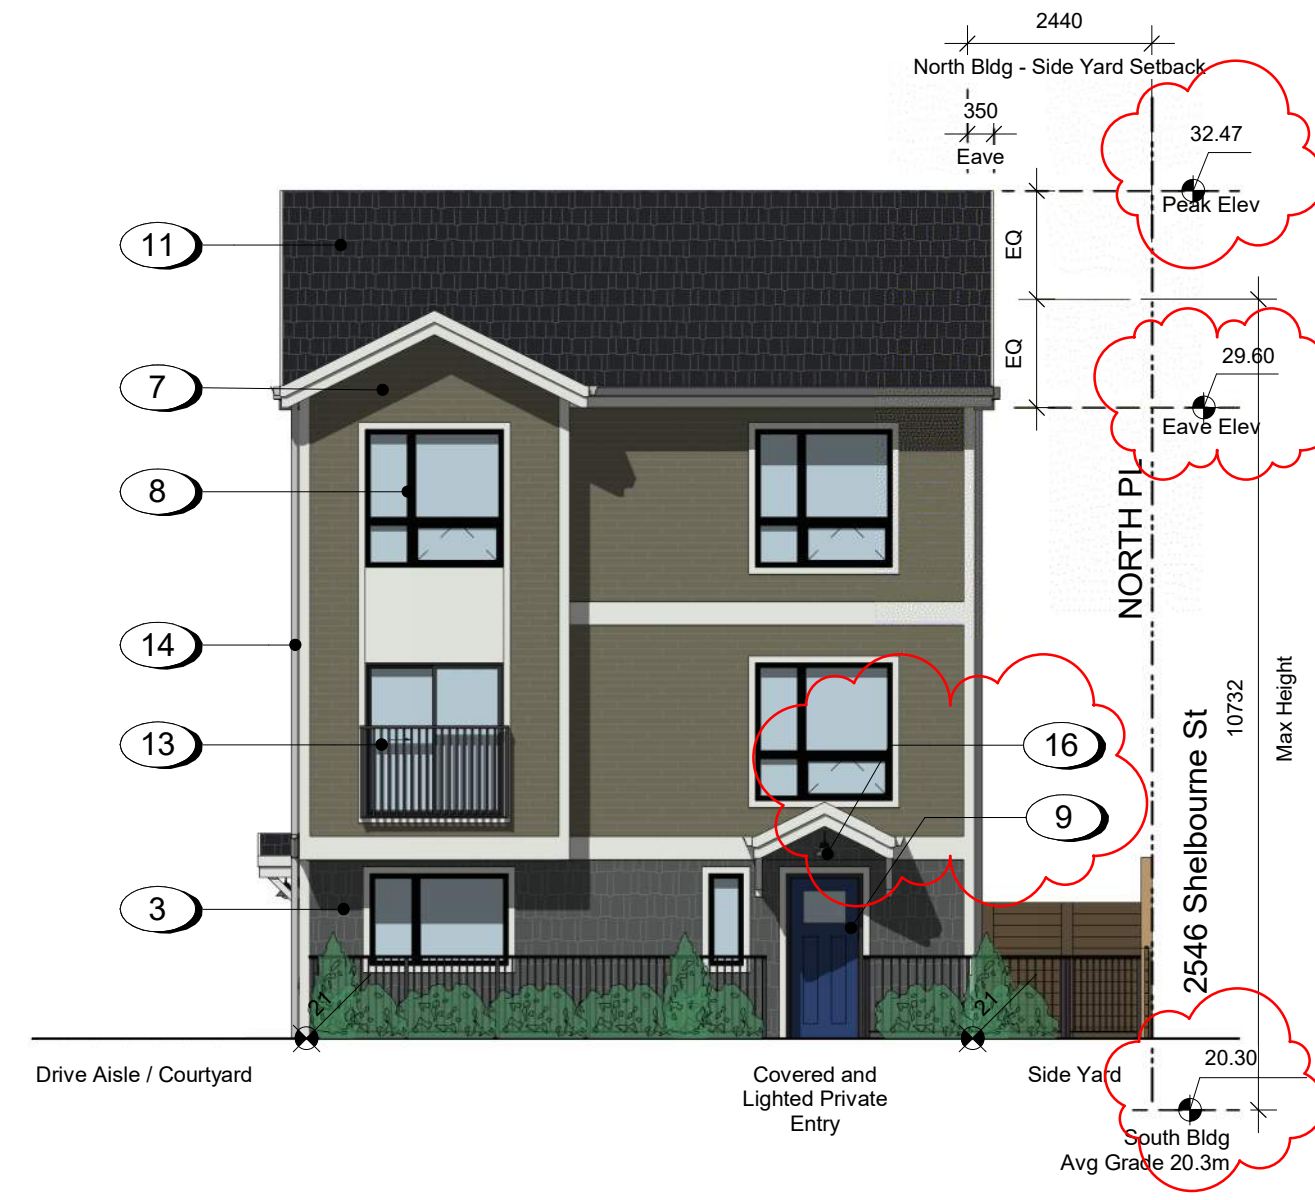 2440
North Bldg - Side Yard Setback
350
Eave
32.47
Peak Elev
11
EQ
EQ
7
29.60
Eave Elev
8
NORTH PL
14
13
16
9
10732
Max Height
2546 Shelbourne St
3
21
21
Drive Aisle / Courtyard
Covered and
Lighted Private
Entry
Side Yard
20.30
South Bldg
Avg Grade 20.3m